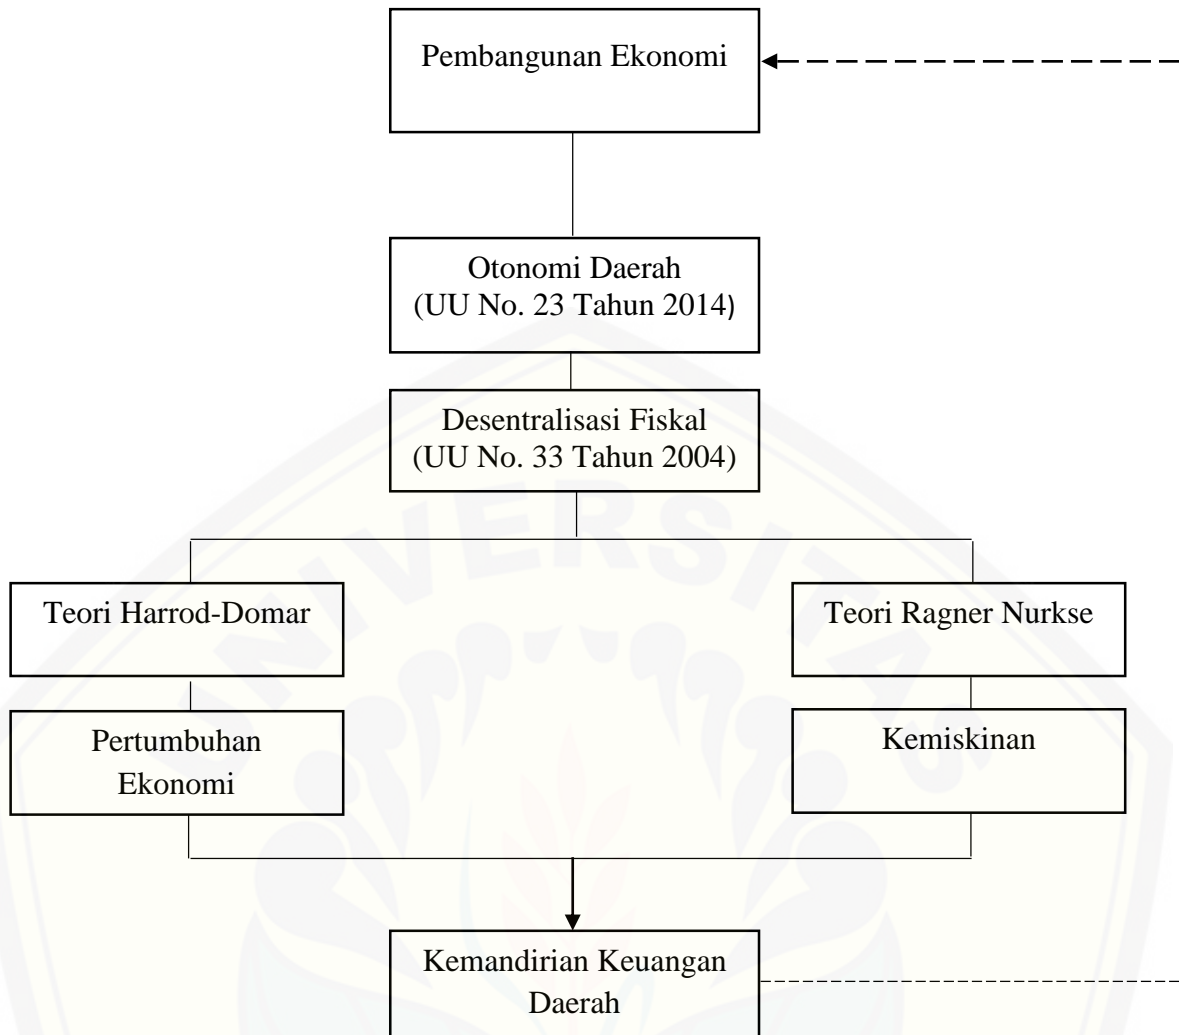 Pembangunan Ekonomi
Otonomi Daerah
(UU No. 23 Tahun 2014)
Desentralisasi Fiskal
(UU No. 33 Tahun 2004)
UNIVERSITAS
Teori Harrod-Domar
Teori Ragner Nurkse
Pertumbuhan
Ekonomi
Kemiskinan
Kemandirian Keuangan
Daerah